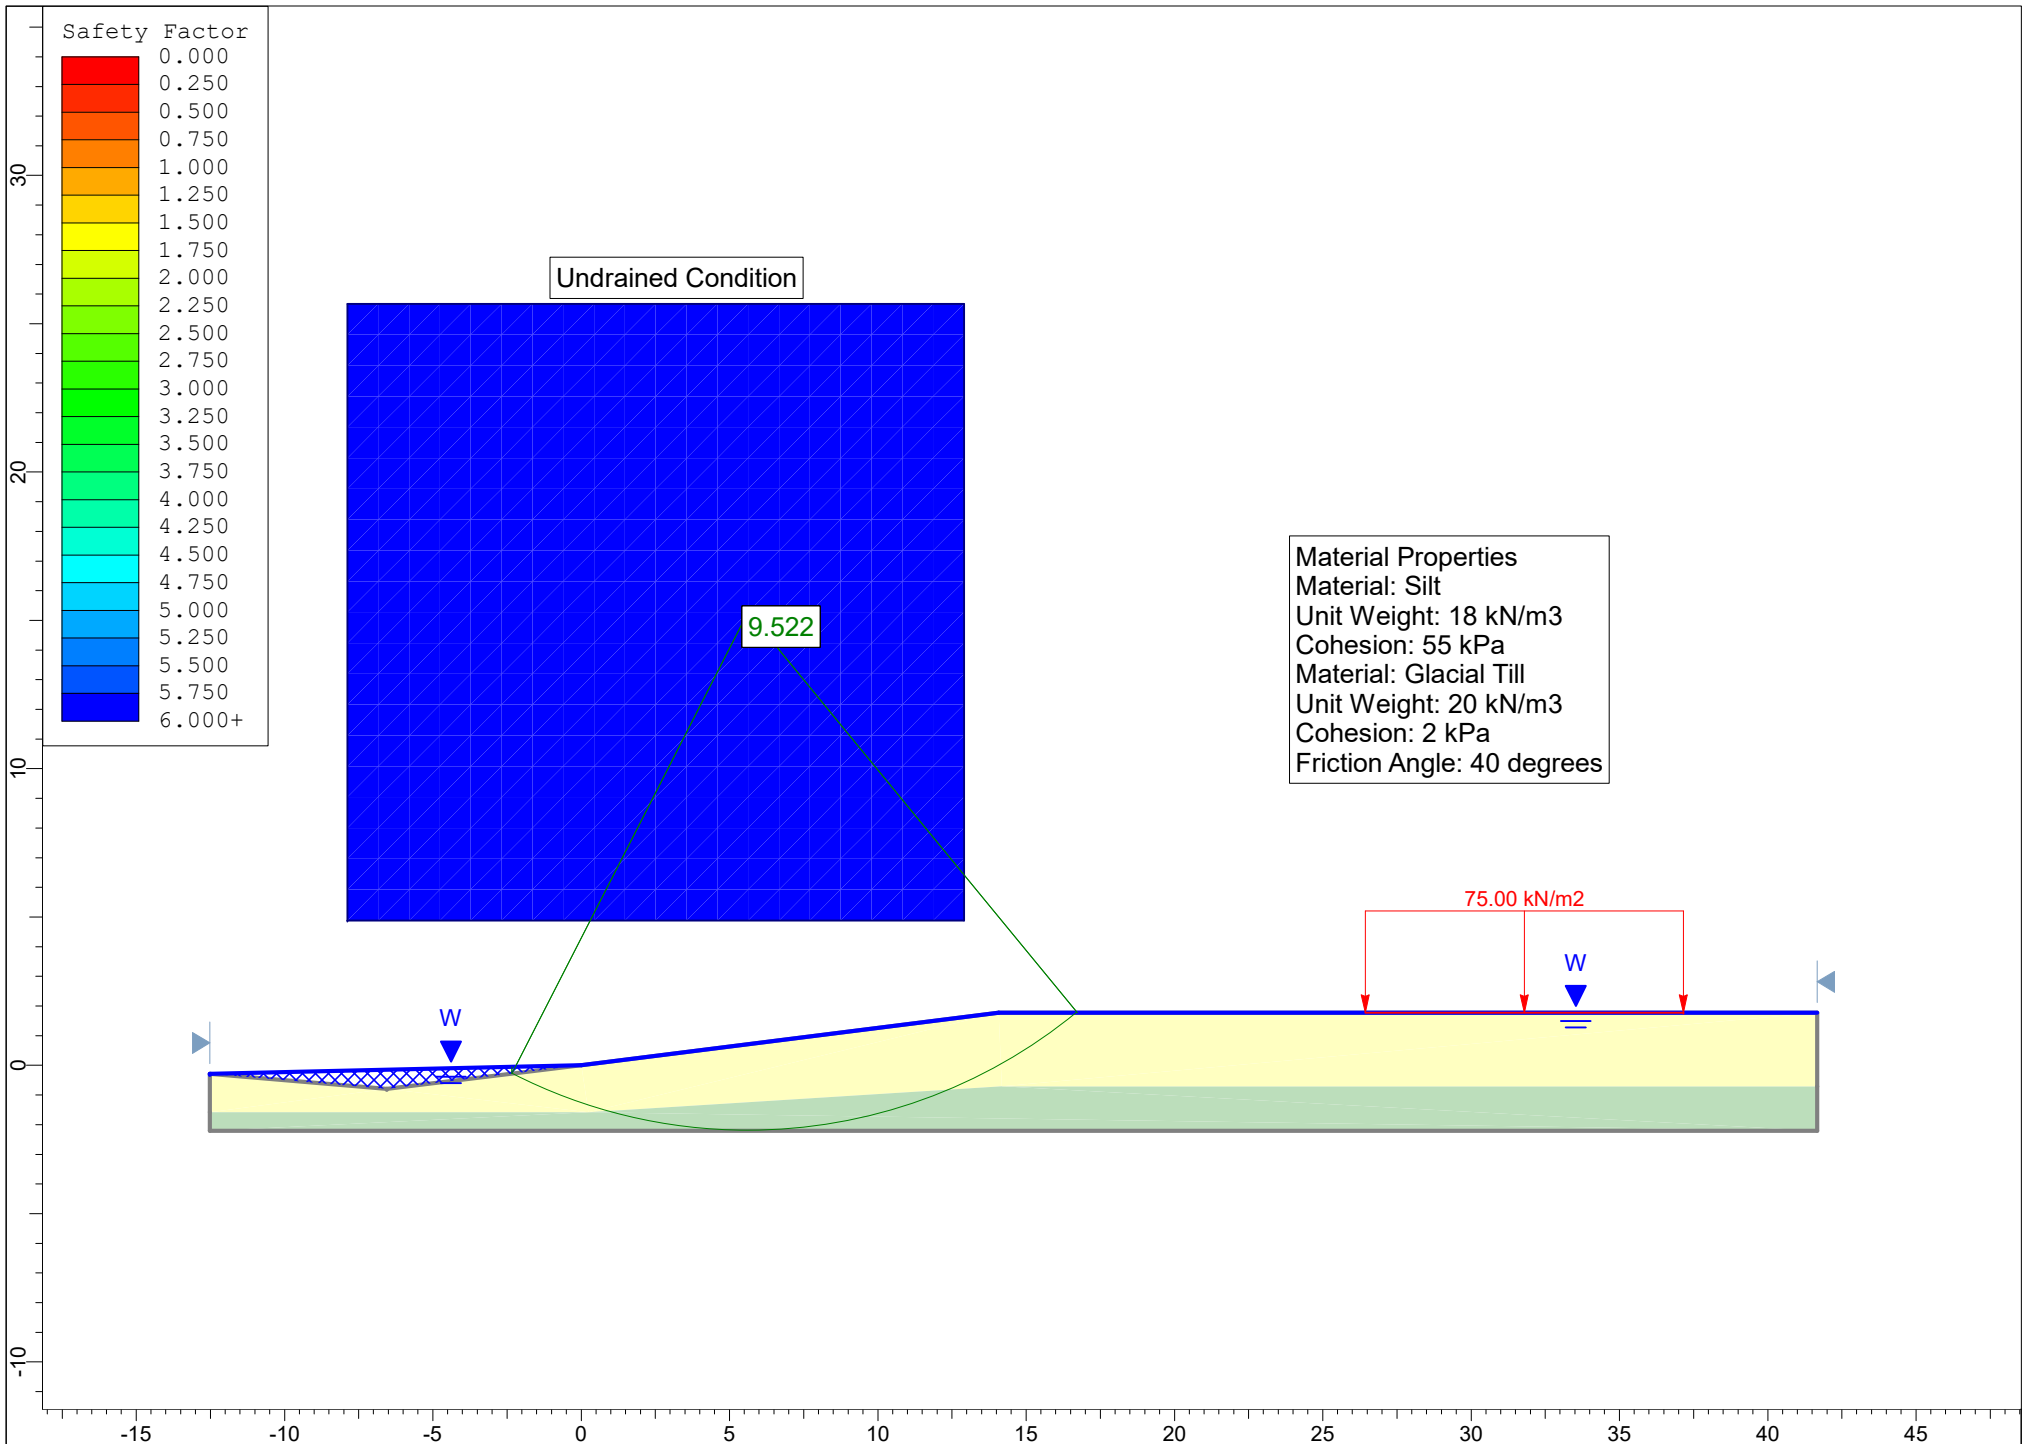 Safety Factor
0.000
0.250
0.500
0.750
1.000
1.250
1.500
1.750
2.000
2.250
2.500
2.750
3.000
3.250
3.500
3.750
4.000
4.250
4.500
4.750
5.000
5.250
5.500
5.750
6.000+
Undrained Condition
9.522
Material Properties
Material: Silt
Unit Weight: 18 kN/m3
Cohesion: 55 kPa
Material: Glacial Till
Unit Weight: 20 kN/m3
Cohesion: 2 kPa
Friction Angle: 40 degrees
75.00 kN/m2
W
W
30
20
10
0
-10
-15 -10 -5 0 5 10 15 20 25 30 35 40 45